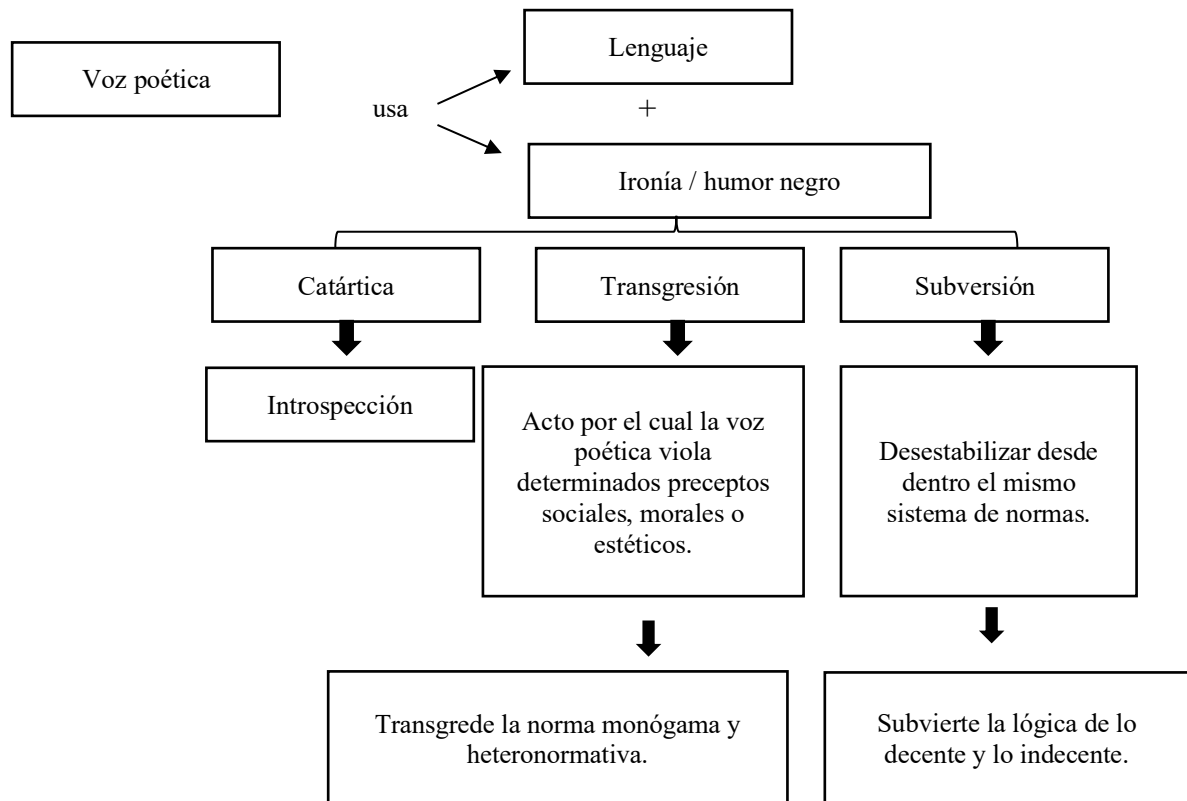 Lenguaje
Voz poética
usa
+
Ironía / humor negro
Catártica
Transgresión
Subversión
Introspección
Acto por el cual la voz
poética viola
determinados preceptos
sociales, morales o
estéticos.
Desestabilizar desde
dentro el mismo
sistema de normas.
Transgrede la norma monógama y
heteronormativa.
Subvierte la lógica de lo
decente y lo indecente.